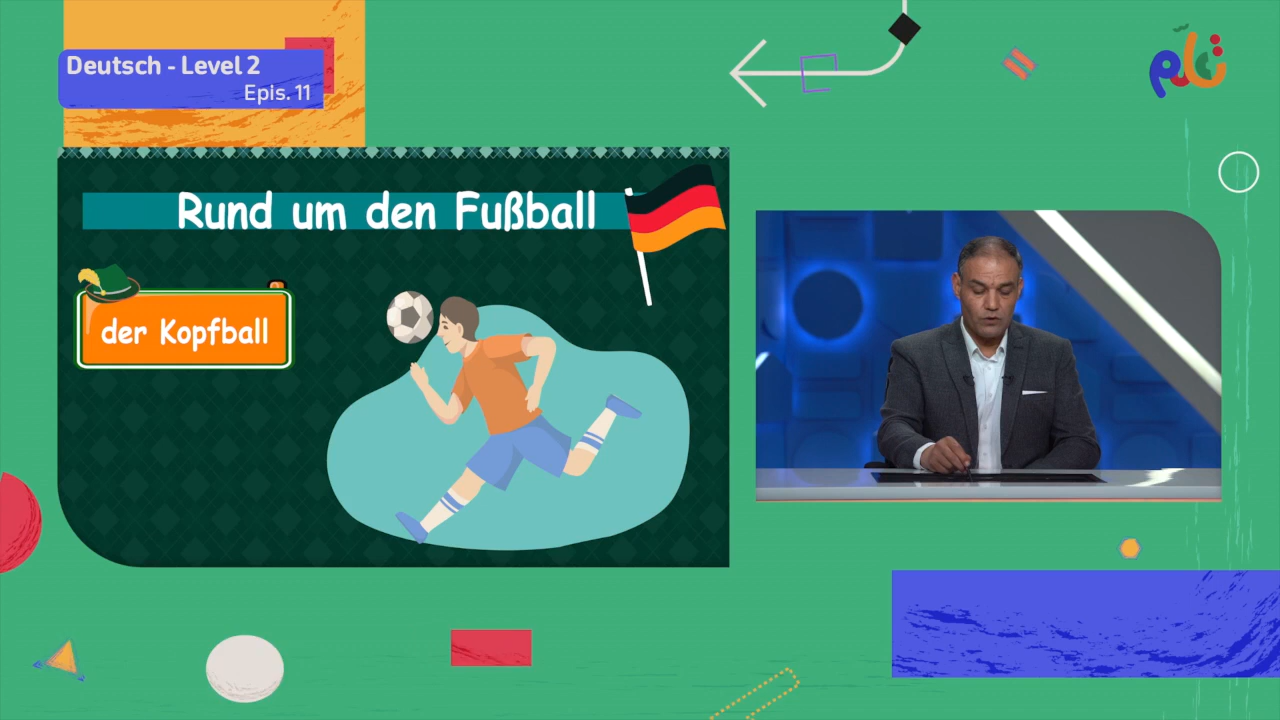 Deutsch - Level 2
Epis. 11
Rund um den Fußball
der Kopfball